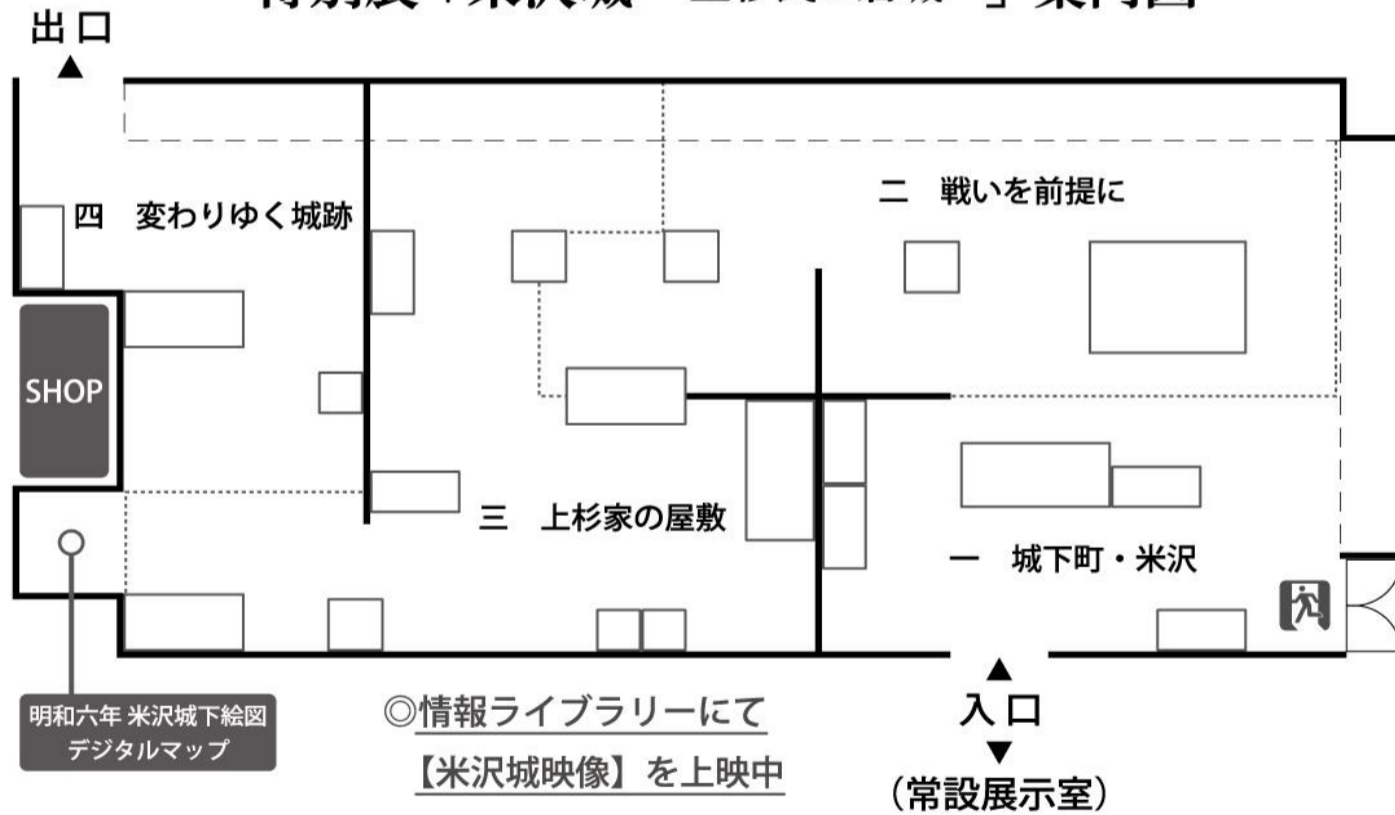 出口
四 変わりゆく城跡
二 戦いを前提に
SHOP
三 上杉家の屋敷
一 城下町・米沢
明和六年 米沢城下絵図
デジタルマップ
◎情報ライブラリーにて
【米沢城映像】を上映中
入口
（常設展示室）